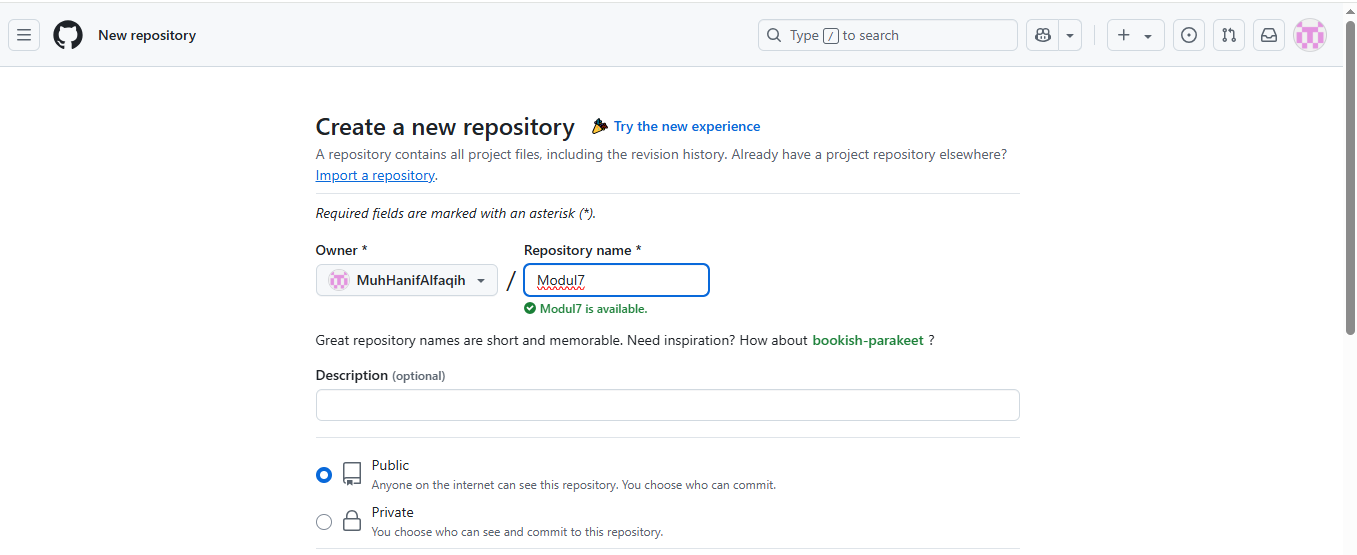 New repository
Type / to search
Create a new repository Try the new experience
A repository contains all project files, including the revision history. Already have a project repository elsewhere?
Import a repository.
Required fields are marked with an asterisk (*).
Owner * Repository name *
MuhHanifAlfaqih / Modul7
Modul7 is available.
Great repository names are short and memorable. Need inspiration? How about bookish-parakeet ?
Description (optional)
Public
Anyone on the internet can see this repository. You choose who can commit.
Private
You choose who can see and commit to this repository.